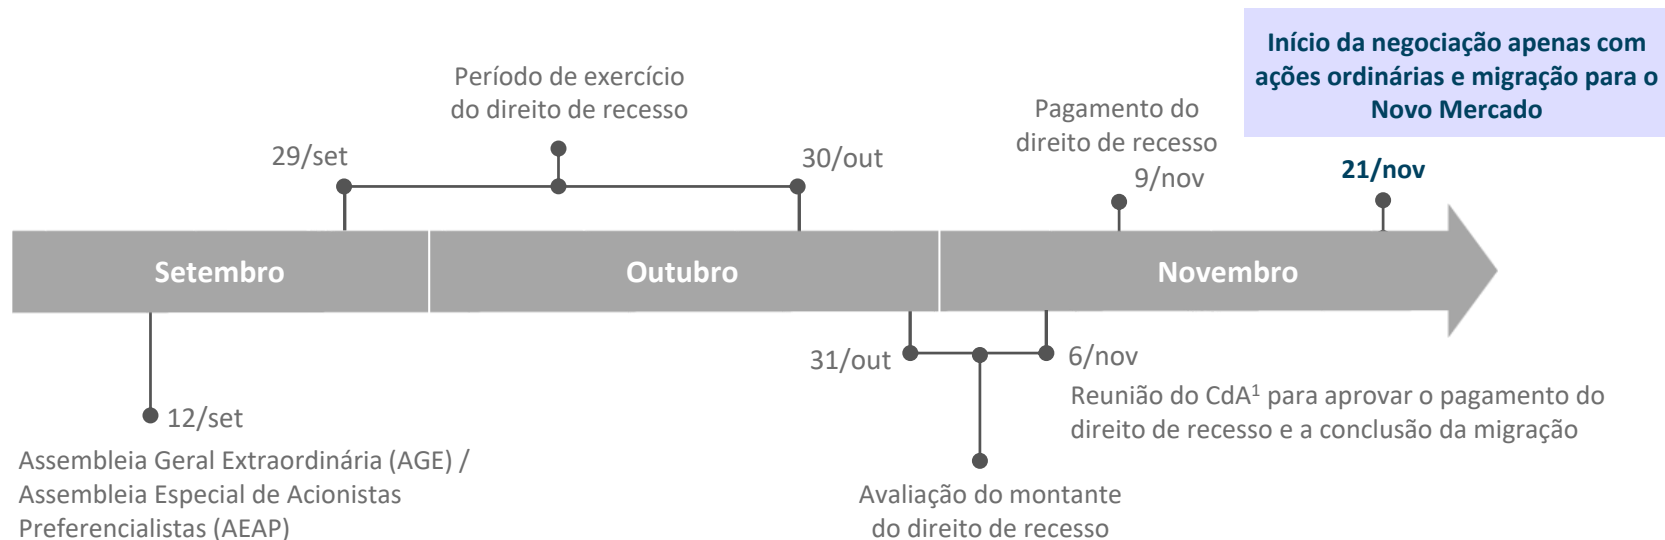 Início da negociação apenas com
ações ordinárias e migração para o
Novo Mercado
Período de exercício
do direito de recesso
Pagamento do
direito de recesso
29/set
30/out
9/nov
21/nov
Setembro
Outubro
Novembro
31/out
6/nov
Reunião do CdA¹ para aprovar o pagamento do
direito de recesso e a conclusão da migração
12/set
Assembleia Geral Extraordinária (AGE) /
Assembleia Especial de Acionistas
Preferencialistas (AEAP)
Avaliação do montante
do direito de recesso